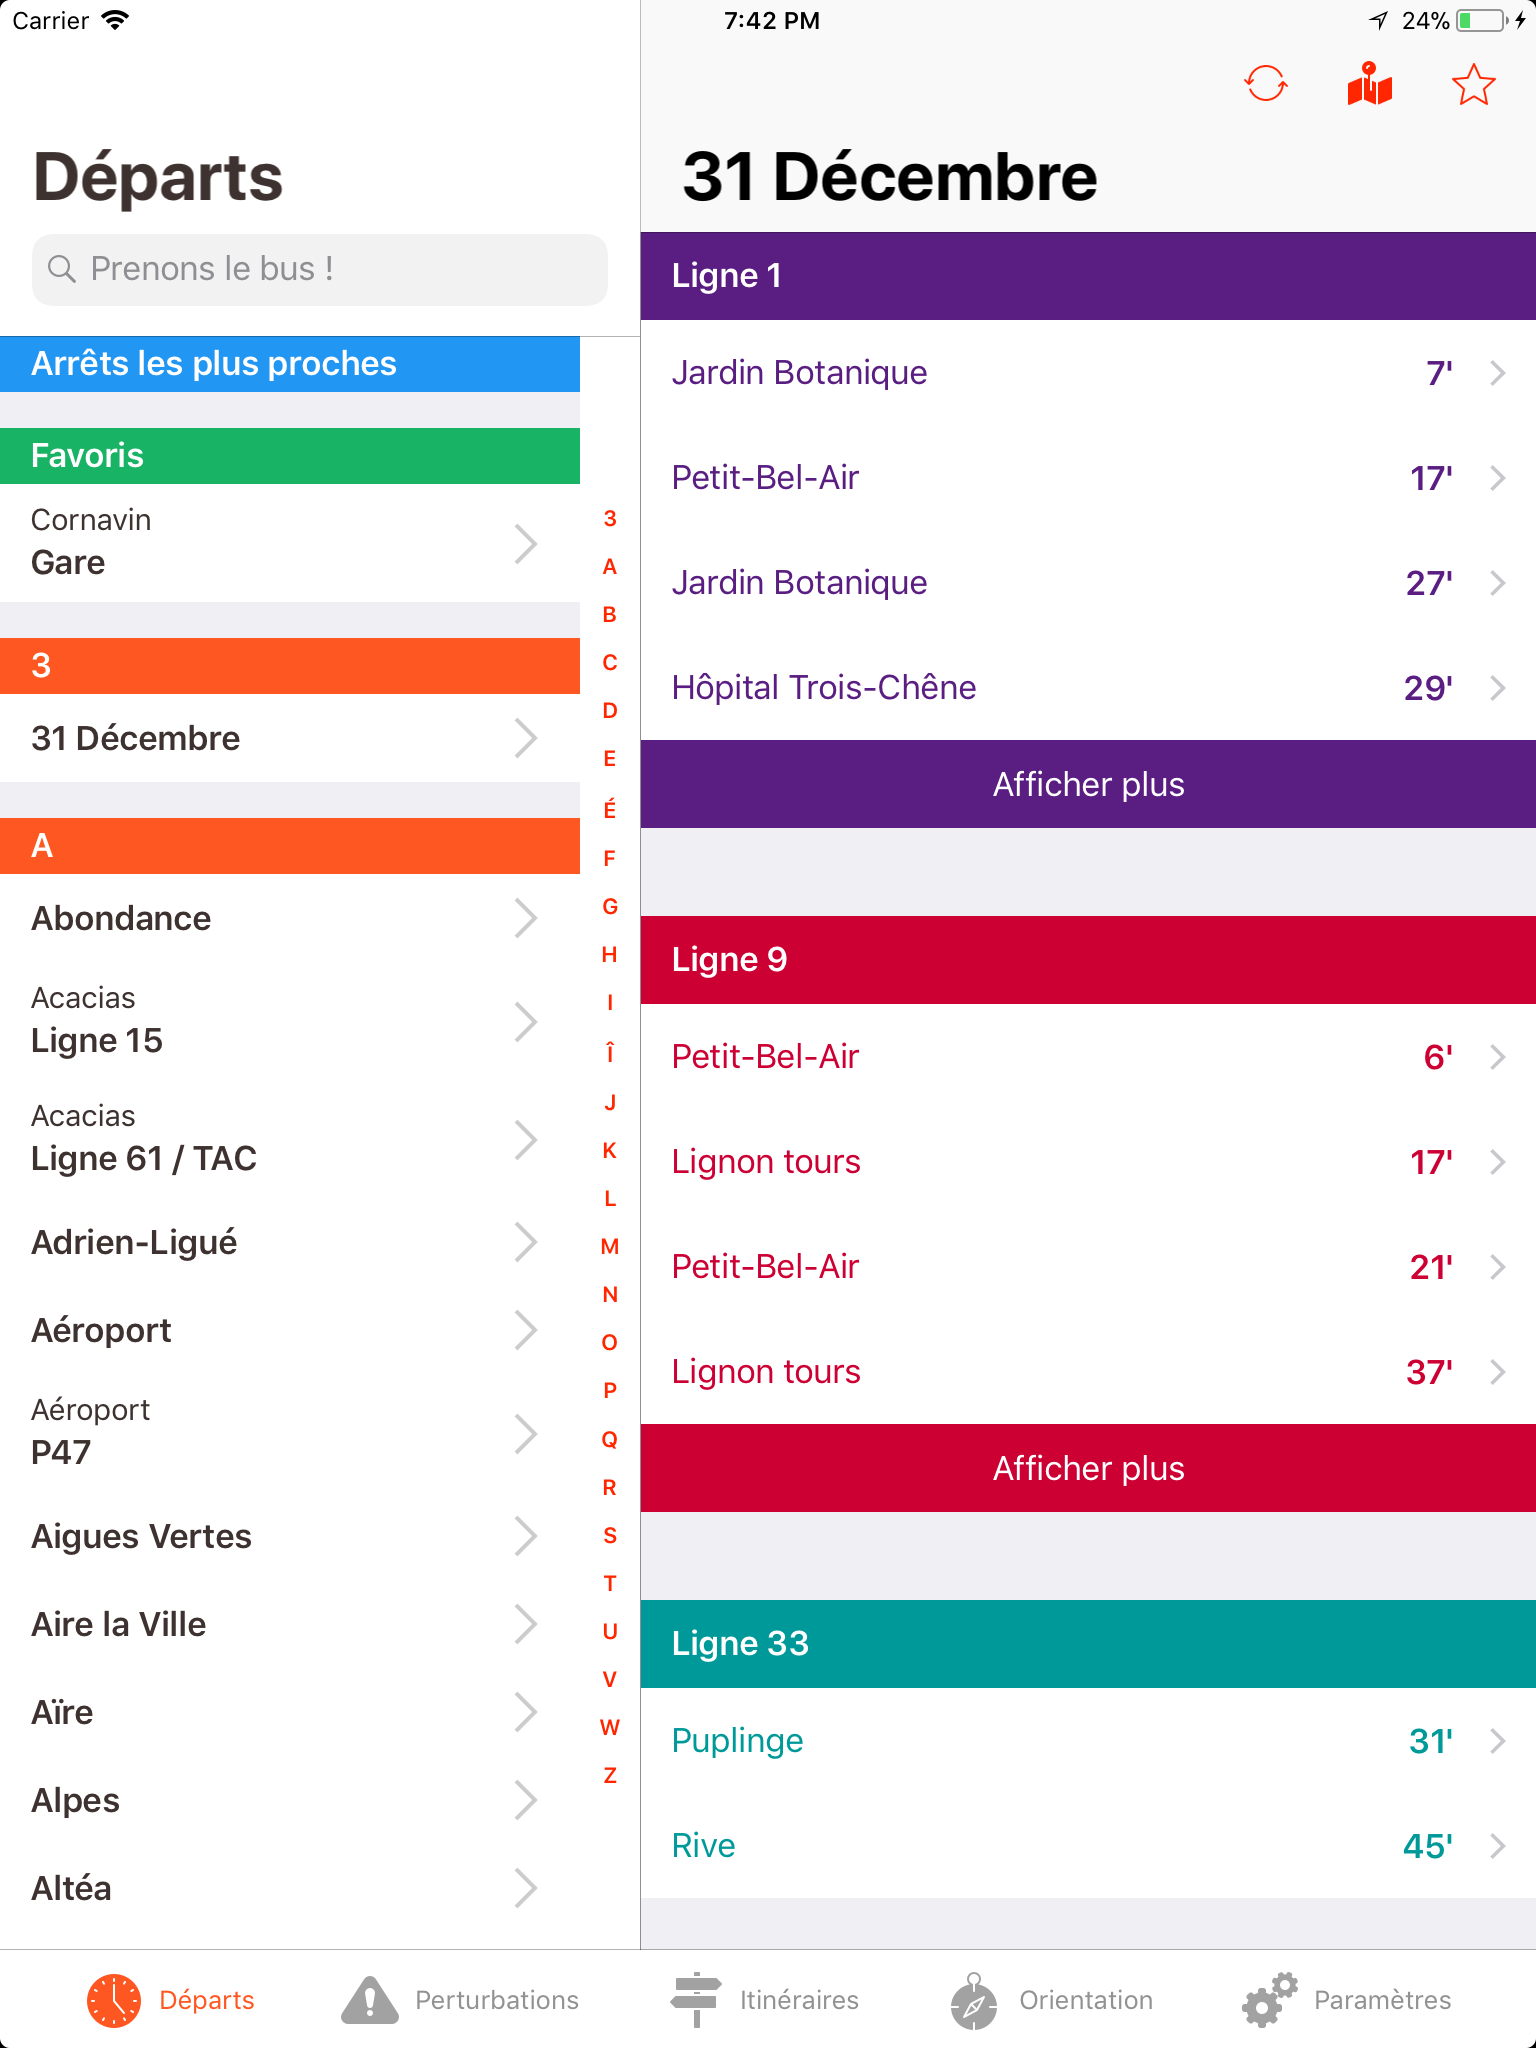 Carrier
7:42 PM
24%
Départs
Prenons le bus !
Arrêts les plus proches
Favoris
Cornavin
Gare
3
31 Décembre
A
Abondance
Acacias
Ligne 15
Acacias
Ligne 61 / TAC
Adrien-Ligué
Aéroport
Aéroport
P47
Aigues Vertes
Aire la Ville
Aïre
Alpes
Altéa
3
A
B
C
D
E
É
F
G
H
I
Î
J
K
L
M
N
O
P
Q
R
S
T
U
V
W
Z
31 Décembre
Ligne 1
Jardin Botanique 7'
Petit-Bel-Air 17'
Jardin Botanique 27'
Hôpital Trois-Chêne 29'
Afficher plus
Ligne 9
Petit-Bel-Air 6'
Lignon tours 17'
Petit-Bel-Air 21'
Lignon tours 37'
Afficher plus
Ligne 33
Puplinge 31'
Rive 45'
Départs
Perturbations
Itinéraires
Orientation
Paramètres